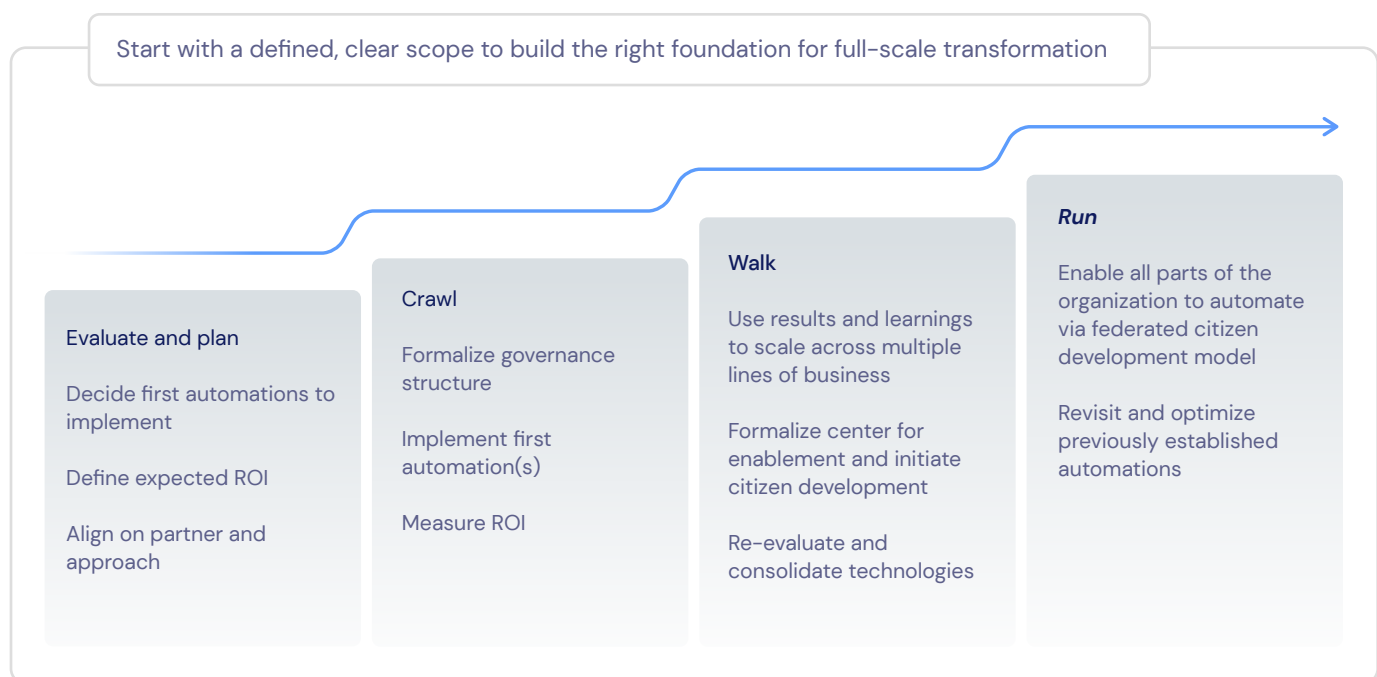 Start with a defined, clear scope to build the right foundation for full-scale transformation
Evaluate and plan
Decide first automations to
implement
Define expected ROI
Align on partner and
approach
Crawl
Formalize governance
structure
Implement first
automation(s)
Measure ROI
Walk
Use results and learnings
to scale across multiple
lines of business
Formalize center for
enablement and initiate
citizen development
Re-evaluate and
consolidate technologies
Run
Enable all parts of the
organization to automate
via federated citizen
development model
Revisit and optimize
previously established
automations